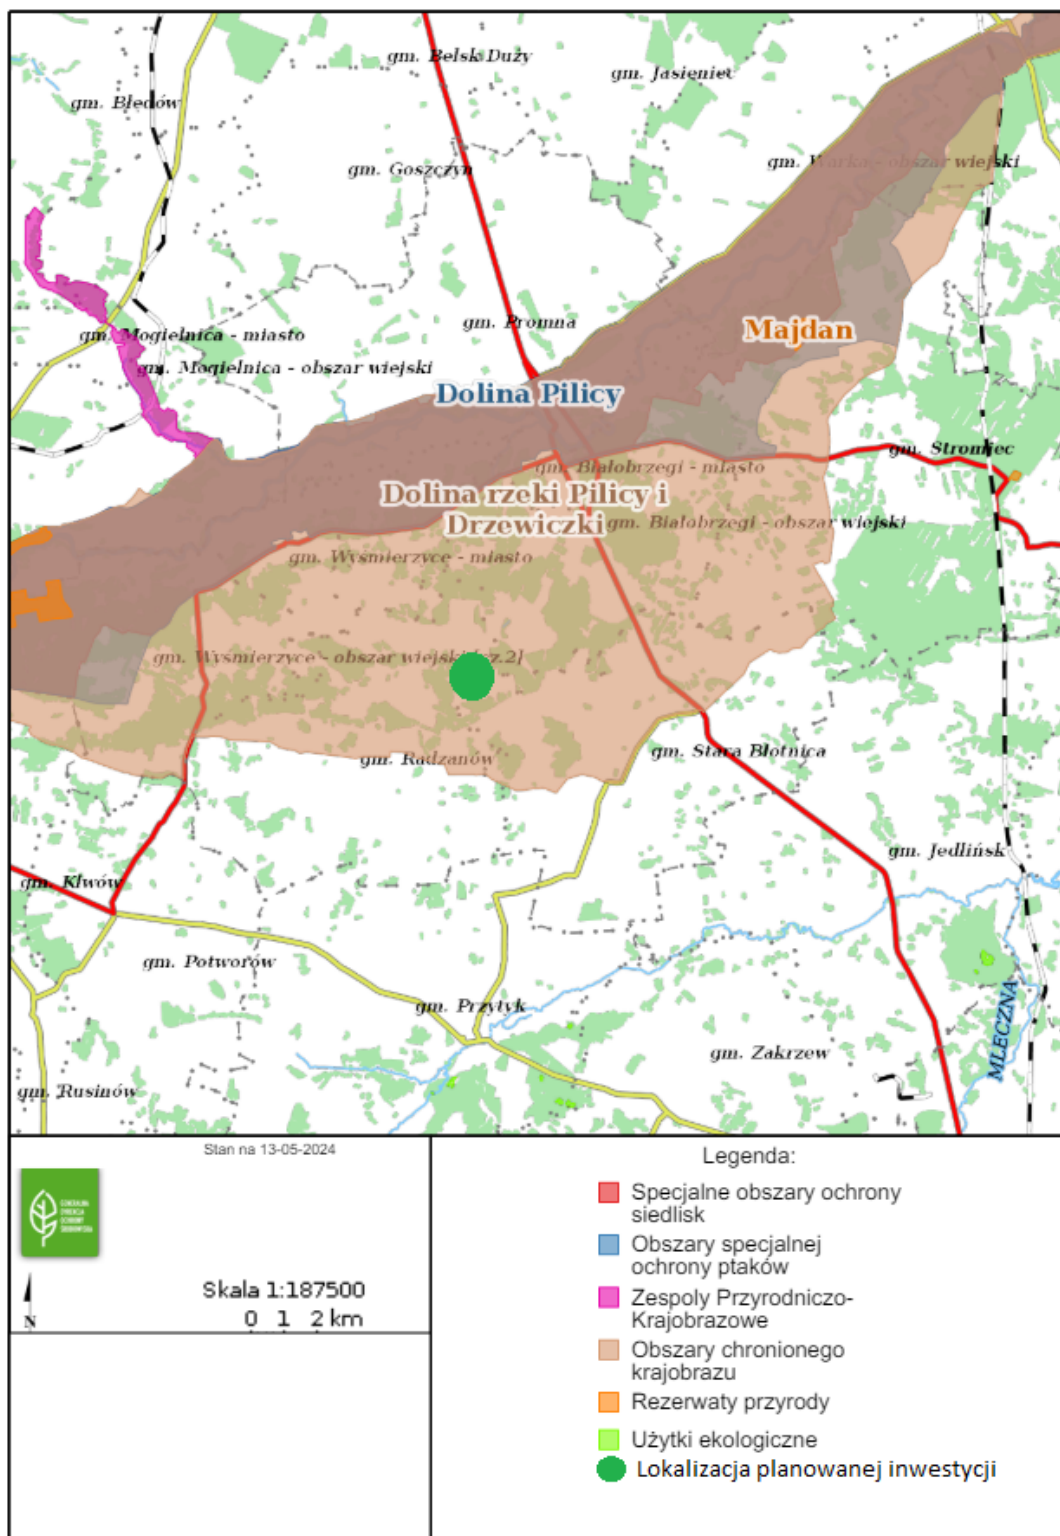 gm. Belsk Duży
gm. Jasieniec
gm. Błędów
gm. Warka - obszar wiejski
gm. Goszczyn
gm. Promna
Majdan
gm. Mogielnica - miasto
gm. Mogielnica - obszar wiejski
Dolina Pilicy
gm. Stromiec
gm. Białobrzegi - miasto
Dolina rzeki Pilicy i
Drzewiczki
gm. Białobrzegi - obszar wiejski
gm. Wyśmierzyce - miasto
gm. Wyśmierzyce - obszar wiejski
gm. Stara Błotnica
gm. Radzanów
gm. Jedlińsk
gm. Klwów
gm. Potworów
gm. Przytyk
MLECZNA
gm. Zakrzew
gm. Rusinów
Stan na 13-05-2024
GENERALNA
DYREKCJA
OCHRONY
ŚRODOWISKA
N
Skala 1:187500
0 1 2 km
Legenda:
Specjalne obszary ochrony
siedlisk
Obszary specjalnej
ochrony ptaków
Zespoły Przyrodniczo-
Krajobrazowe
Obszary chronionego
krajobrazu
Rezerwaty przyrody
Użytki ekologiczne
Lokalizacja planowanej inwestycji